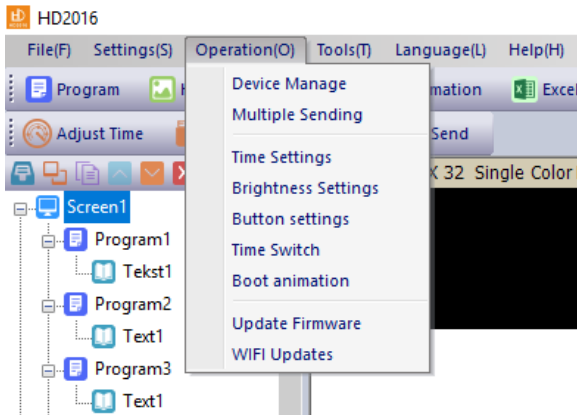 HD2016
File(F) Settings(S) Operation(O) Tools(T) Language(L) Help(H)
Program mation Excel
Adjust Time Send
X 32 Single Color
Device Manage
Multiple Sending
Time Settings
Brightness Settings
Button settings
Time Switch
Boot animation
Update Firmware
WIFI Updates
Screen1
Program1
Tekst1
Program2
Text1
Program3
Text1